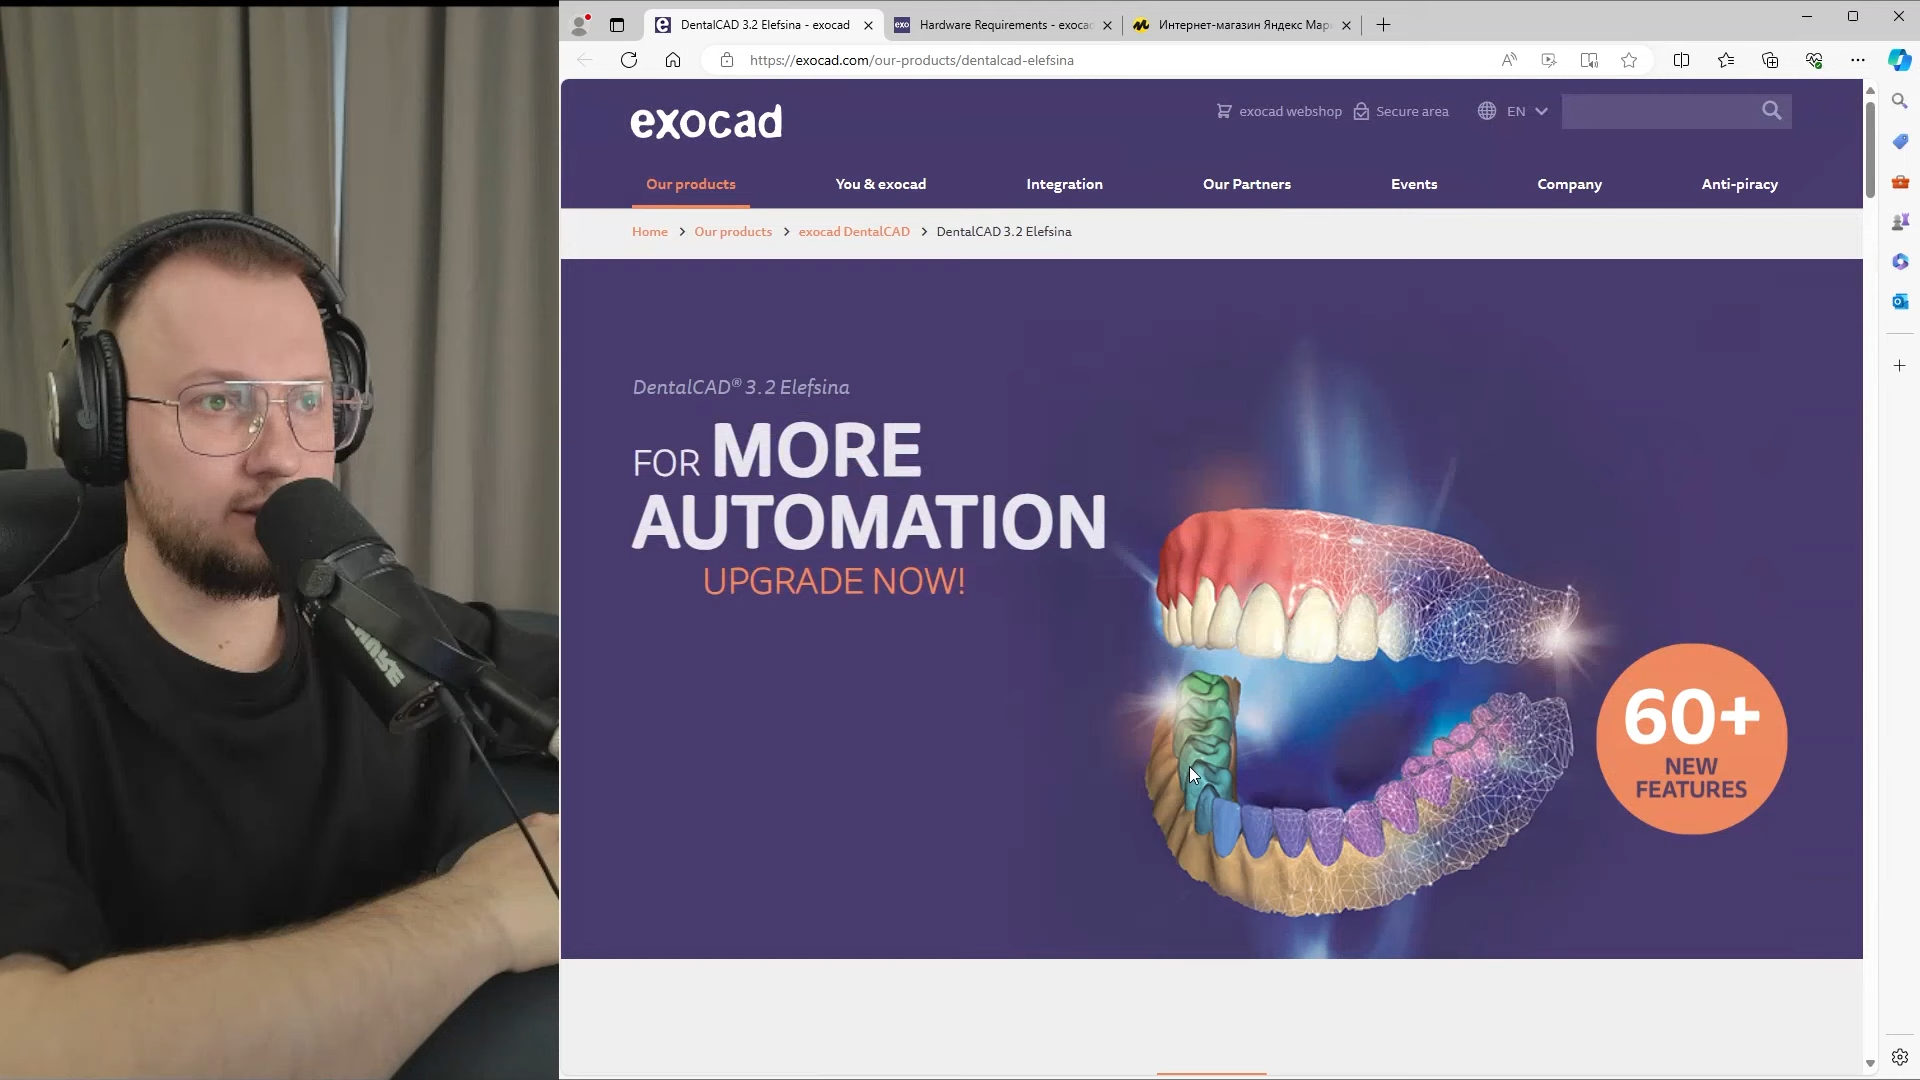 DentalCAD 3.2 Elefsina - exocad
Hardware Requirements - exocad
Интернет-магазин Яндекс Мар
https://exocad.com/our-products/dentalcad-elefsina
exocad
exocad webshop
Secure area
EN
Our products
You & exocad
Integration
Our Partners
Events
Company
Anti-piracy
Home > Our products > exocad DentalCAD > DentalCAD 3.2 Elefsina
DentalCAD® 3.2 Elefsina
FOR MORE
AUTOMATION
UPGRADE NOW!
60+
NEW
FEATURES